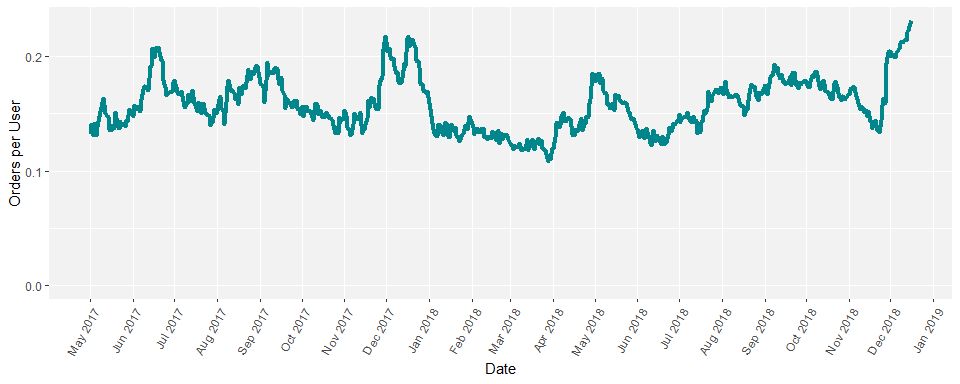 Orders per User
0.2
0.1
0.0
May 2017
Jun 2017
Jul 2017
Aug 2017
Sep 2017
Oct 2017
Nov 2017
Dec 2017
Jan 2018
Feb 2018
Mar 2018
Apr 2018
May 2018
Jun 2018
Jul 2018
Aug 2018
Sep 2018
Oct 2018
Nov 2018
Dec 2018
Jan 2019
Date